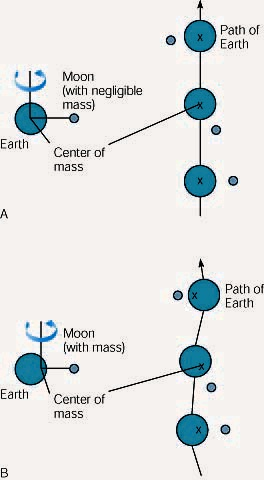 Path of
Earth
x
Moon
(with negligible
mass)
x
Earth
Center of
mass
x
A
Path of
Earth
x
Moon
(with mass)
x
Earth
Center of
mass
x
B